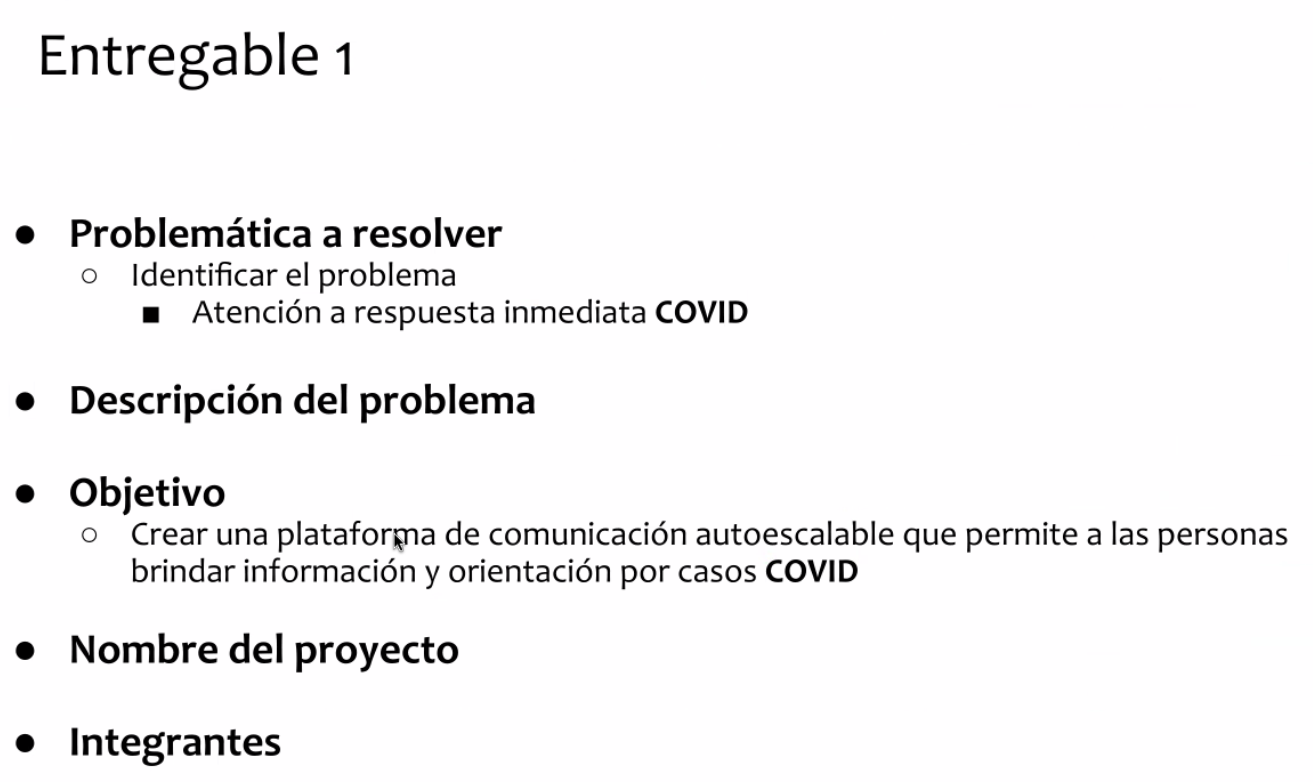 Entregable 1
● Problemática a resolver
○ Identificar el problema
■ Atención a respuesta inmediata COVID
● Descripción del problema
● Objetivo
○ Crear una plataforma de comunicación autoescalable que permite a las personas
brindar información y orientación por casos COVID
● Nombre del proyecto
● Integrantes